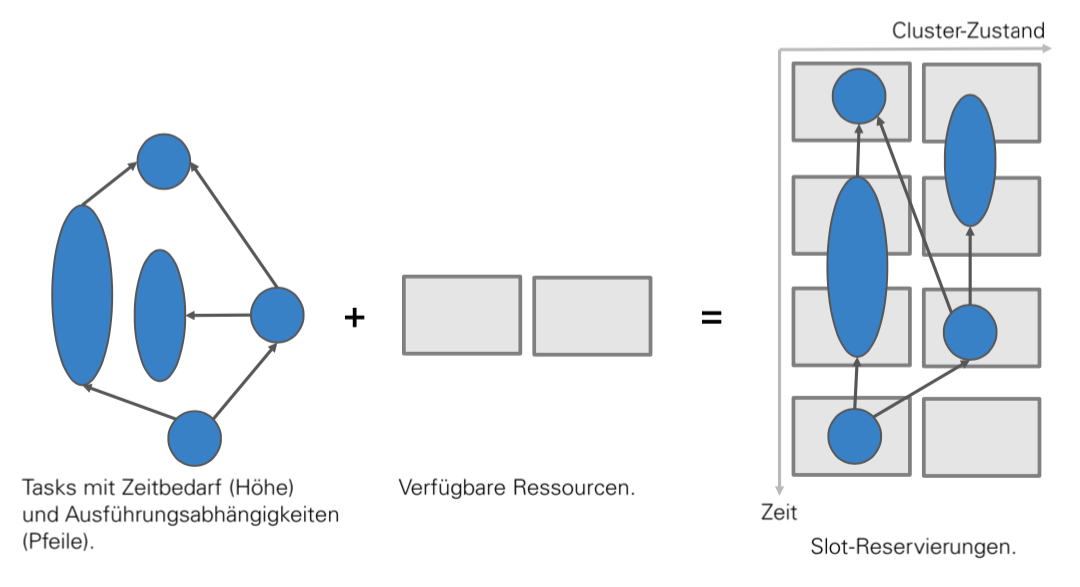 Cluster-Zustand
+
=
Tasks mit Zeitbedarf (Höhe)
und Ausführungsabhängigkeiten
(Pfeile).
Verfügbare Ressourcen.
Zeit
Slot-Reservierungen.